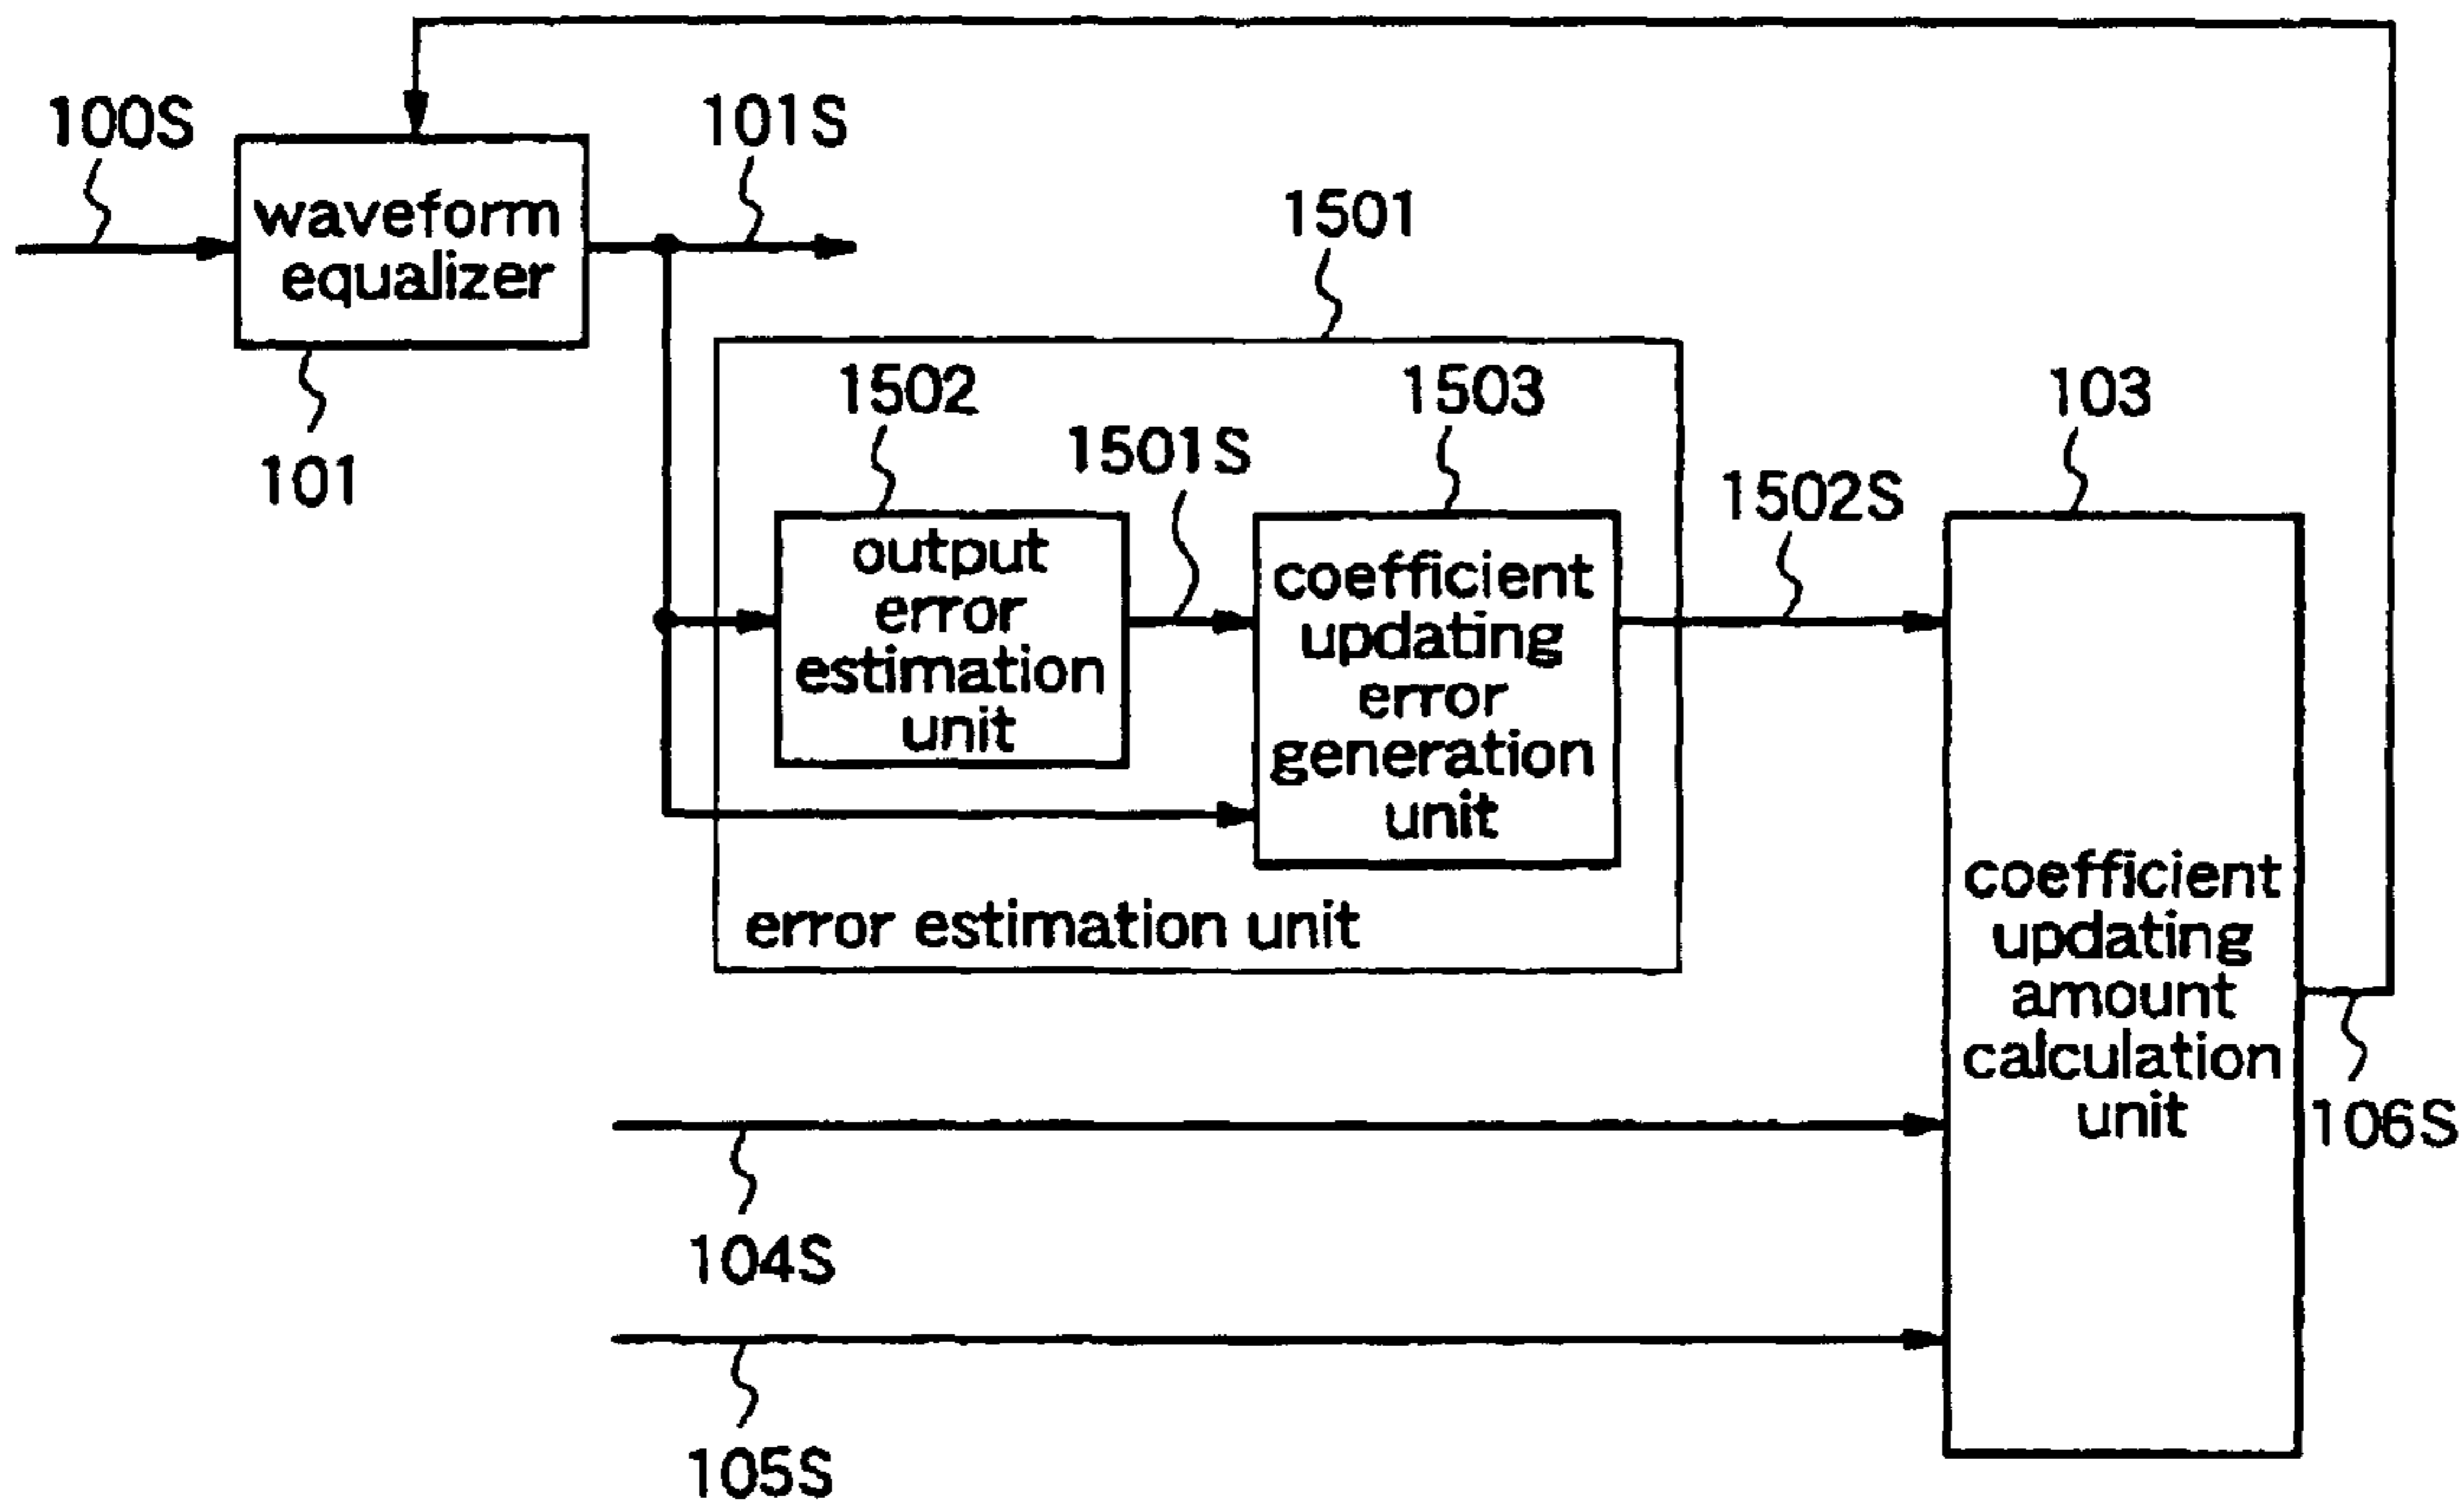 100S
101S
waveform
equalizer
101
1501
1502
1501S
1503
1502S
103
output
error
estimation
unit
coefficient
updating
error
generation
unit
error estimation unit
coefficient
updating
amount
calculation
unit
106S
104S
105S